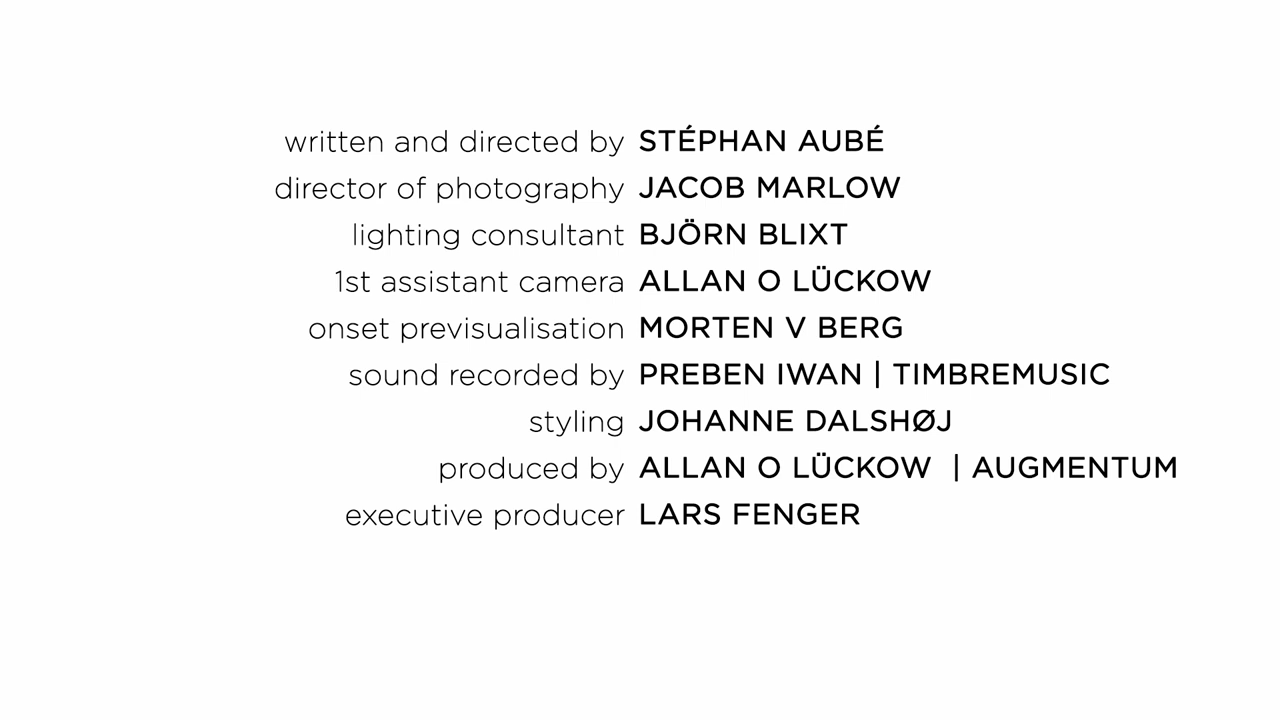 written and directed by STÉPHAN AUBÉ
director of photography JACOB MARLOW
lighting consultant BJÖRN BLIXT
1st assistant camera ALLAN O LÜCKOW
onset previsualisation MORTEN V BERG
sound recorded by PREBEN IWAN | TIMBREMUSIC
styling JOHANNE DALSHØJ
produced by ALLAN O LÜCKOW | AUGMENTUM
executive producer LARS FENGER